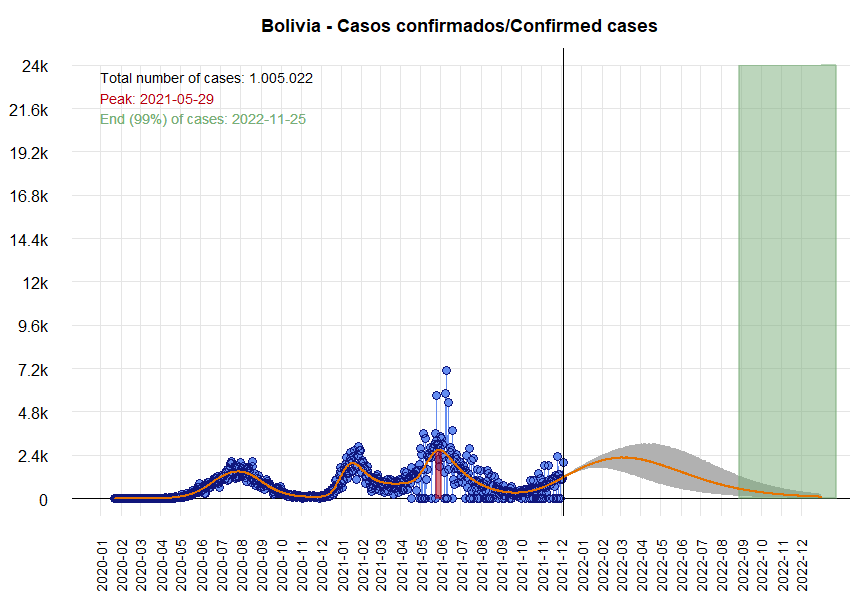 Bolivia - Casos confirmados/Confirmed cases
Total number of cases: 1.005.022
Peak: 2021-05-29
End (99%) of cases: 2022-11-25
24k
21.6k
19.2k
16.8k
14.4k
12k
9.6k
7.2k
4.8k
2.4k
0
2020-01
2020-02
2020-03
2020-04
2020-05
2020-06
2020-07
2020-08
2020-09
2020-10
2020-11
2020-12
2021-01
2021-02
2021-03
2021-04
2021-05
2021-06
2021-07
2021-08
2021-09
2021-10
2021-11
2021-12
2022-01
2022-02
2022-03
2022-04
2022-05
2022-06
2022-07
2022-08
2022-09
2022-10
2022-11
2022-12